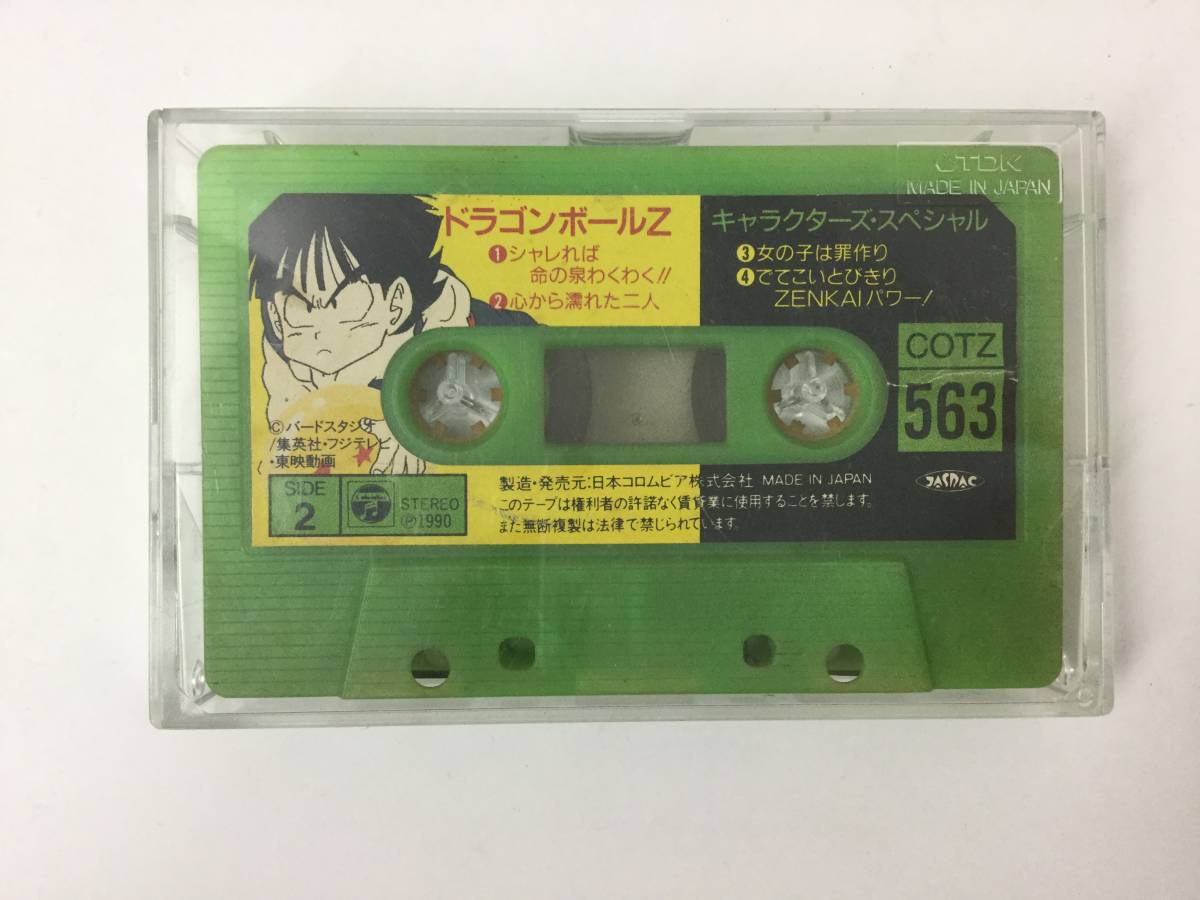 TDK
MADE IN JAPAN
ドラゴンボールZ
①シャレれば
命の泉わくわく!!
②心から濡れた二人
キャラクターズ・スペシャル
③女の子は罪作り
④でてこいとびきり
ZENKAIパワー!
COTZ
563
©バードスタジオ
/集英社・フジテレビ
・東映動画
SIDE
2
STEREO
℗1990
製造・発売元:日本コロムビア株式会社 MADE IN JAPAN
このテープは権利者の許諾なく賃貸業に使用することを禁じます。
また無断複製は法律で禁じられています。
JASRAC